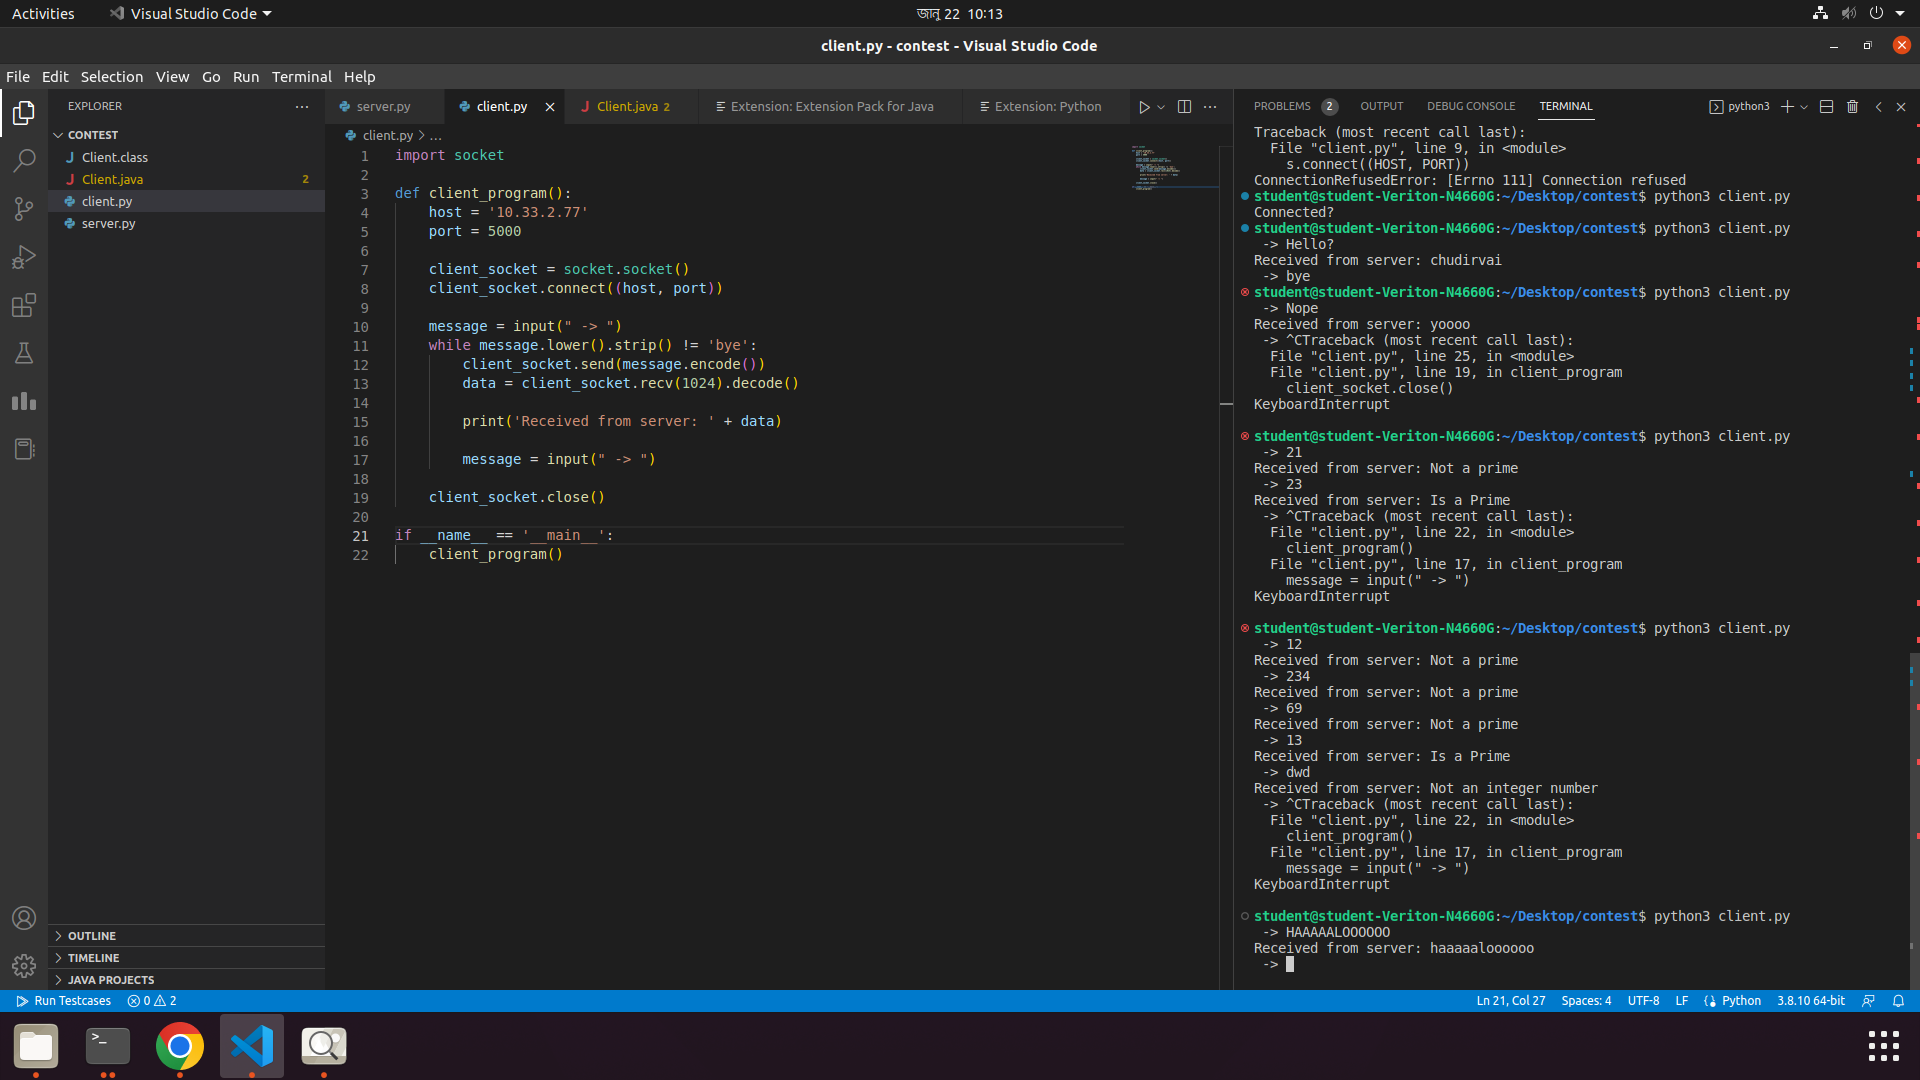 Activities
Visual Studio Code
জানু 22 10:13
client.py - contest - Visual Studio Code
File Edit Selection View Go Run Terminal Help
EXPLORER
CONTEST
Client.class
Client.java 2
client.py
server.py
OUTLINE
TIMELINE
JAVA PROJECTS
server.py
client.py
Client.java 2
Extension: Extension Pack for Java
Extension: Python
client.py > ...
1 import socket
2
3 def client_program():
4 host = '10.33.2.77'
5 port = 5000
6
7 client_socket = socket.socket()
8 client_socket.connect((host, port))
9
10 message = input(" -> ")
11 while message.lower().strip() != 'bye':
12 client_socket.send(message.encode())
13 data = client_socket.recv(1024).decode()
14
15 print('Received from server: ' + data)
16
17 message = input(" -> ")
18
19 client_socket.close()
20
21 if __name__ == '__main__':
22 client_program()
PROBLEMS 2 OUTPUT DEBUG CONSOLE TERMINAL
python3
Traceback (most recent call last):
File "client.py", line 9, in <module>
s.connect((HOST, PORT))
ConnectionRefusedError: [Errno 111] Connection refused
student@student-Veriton-N4660G:~/Desktop/contest$ python3 client.py
Connected?
student@student-Veriton-N4660G:~/Desktop/contest$ python3 client.py
-> Hello?
Received from server: chudirvai
-> bye
student@student-Veriton-N4660G:~/Desktop/contest$ python3 client.py
-> Nope
Received from server: yoooo
-> ^CTraceback (most recent call last):
File "client.py", line 25, in <module>
File "client.py", line 19, in client_program
client_socket.close()
KeyboardInterrupt
student@student-Veriton-N4660G:~/Desktop/contest$ python3 client.py
-> 21
Received from server: Not a prime
-> 23
Received from server: Is a Prime
-> ^CTraceback (most recent call last):
File "client.py", line 22, in <module>
client_program()
File "client.py", line 17, in client_program
message = input(" -> ")
KeyboardInterrupt
student@student-Veriton-N4660G:~/Desktop/contest$ python3 client.py
-> 12
Received from server: Not a prime
-> 234
Received from server: Not a prime
-> 69
Received from server: Not a prime
-> 13
Received from server: Is a Prime
-> dwd
Received from server: Not an integer number
-> ^CTraceback (most recent call last):
File "client.py", line 22, in <module>
client_program()
File "client.py", line 17, in client_program
message = input(" -> ")
KeyboardInterrupt
student@student-Veriton-N4660G:~/Desktop/contest$ python3 client.py
-> HAAAAALOOOOOO
Received from server: haaaaaloooooo
->
Run Testcases 0 2
Ln 21, Col 27 Spaces: 4 UTF-8 LF Python 3.8.10 64-bit